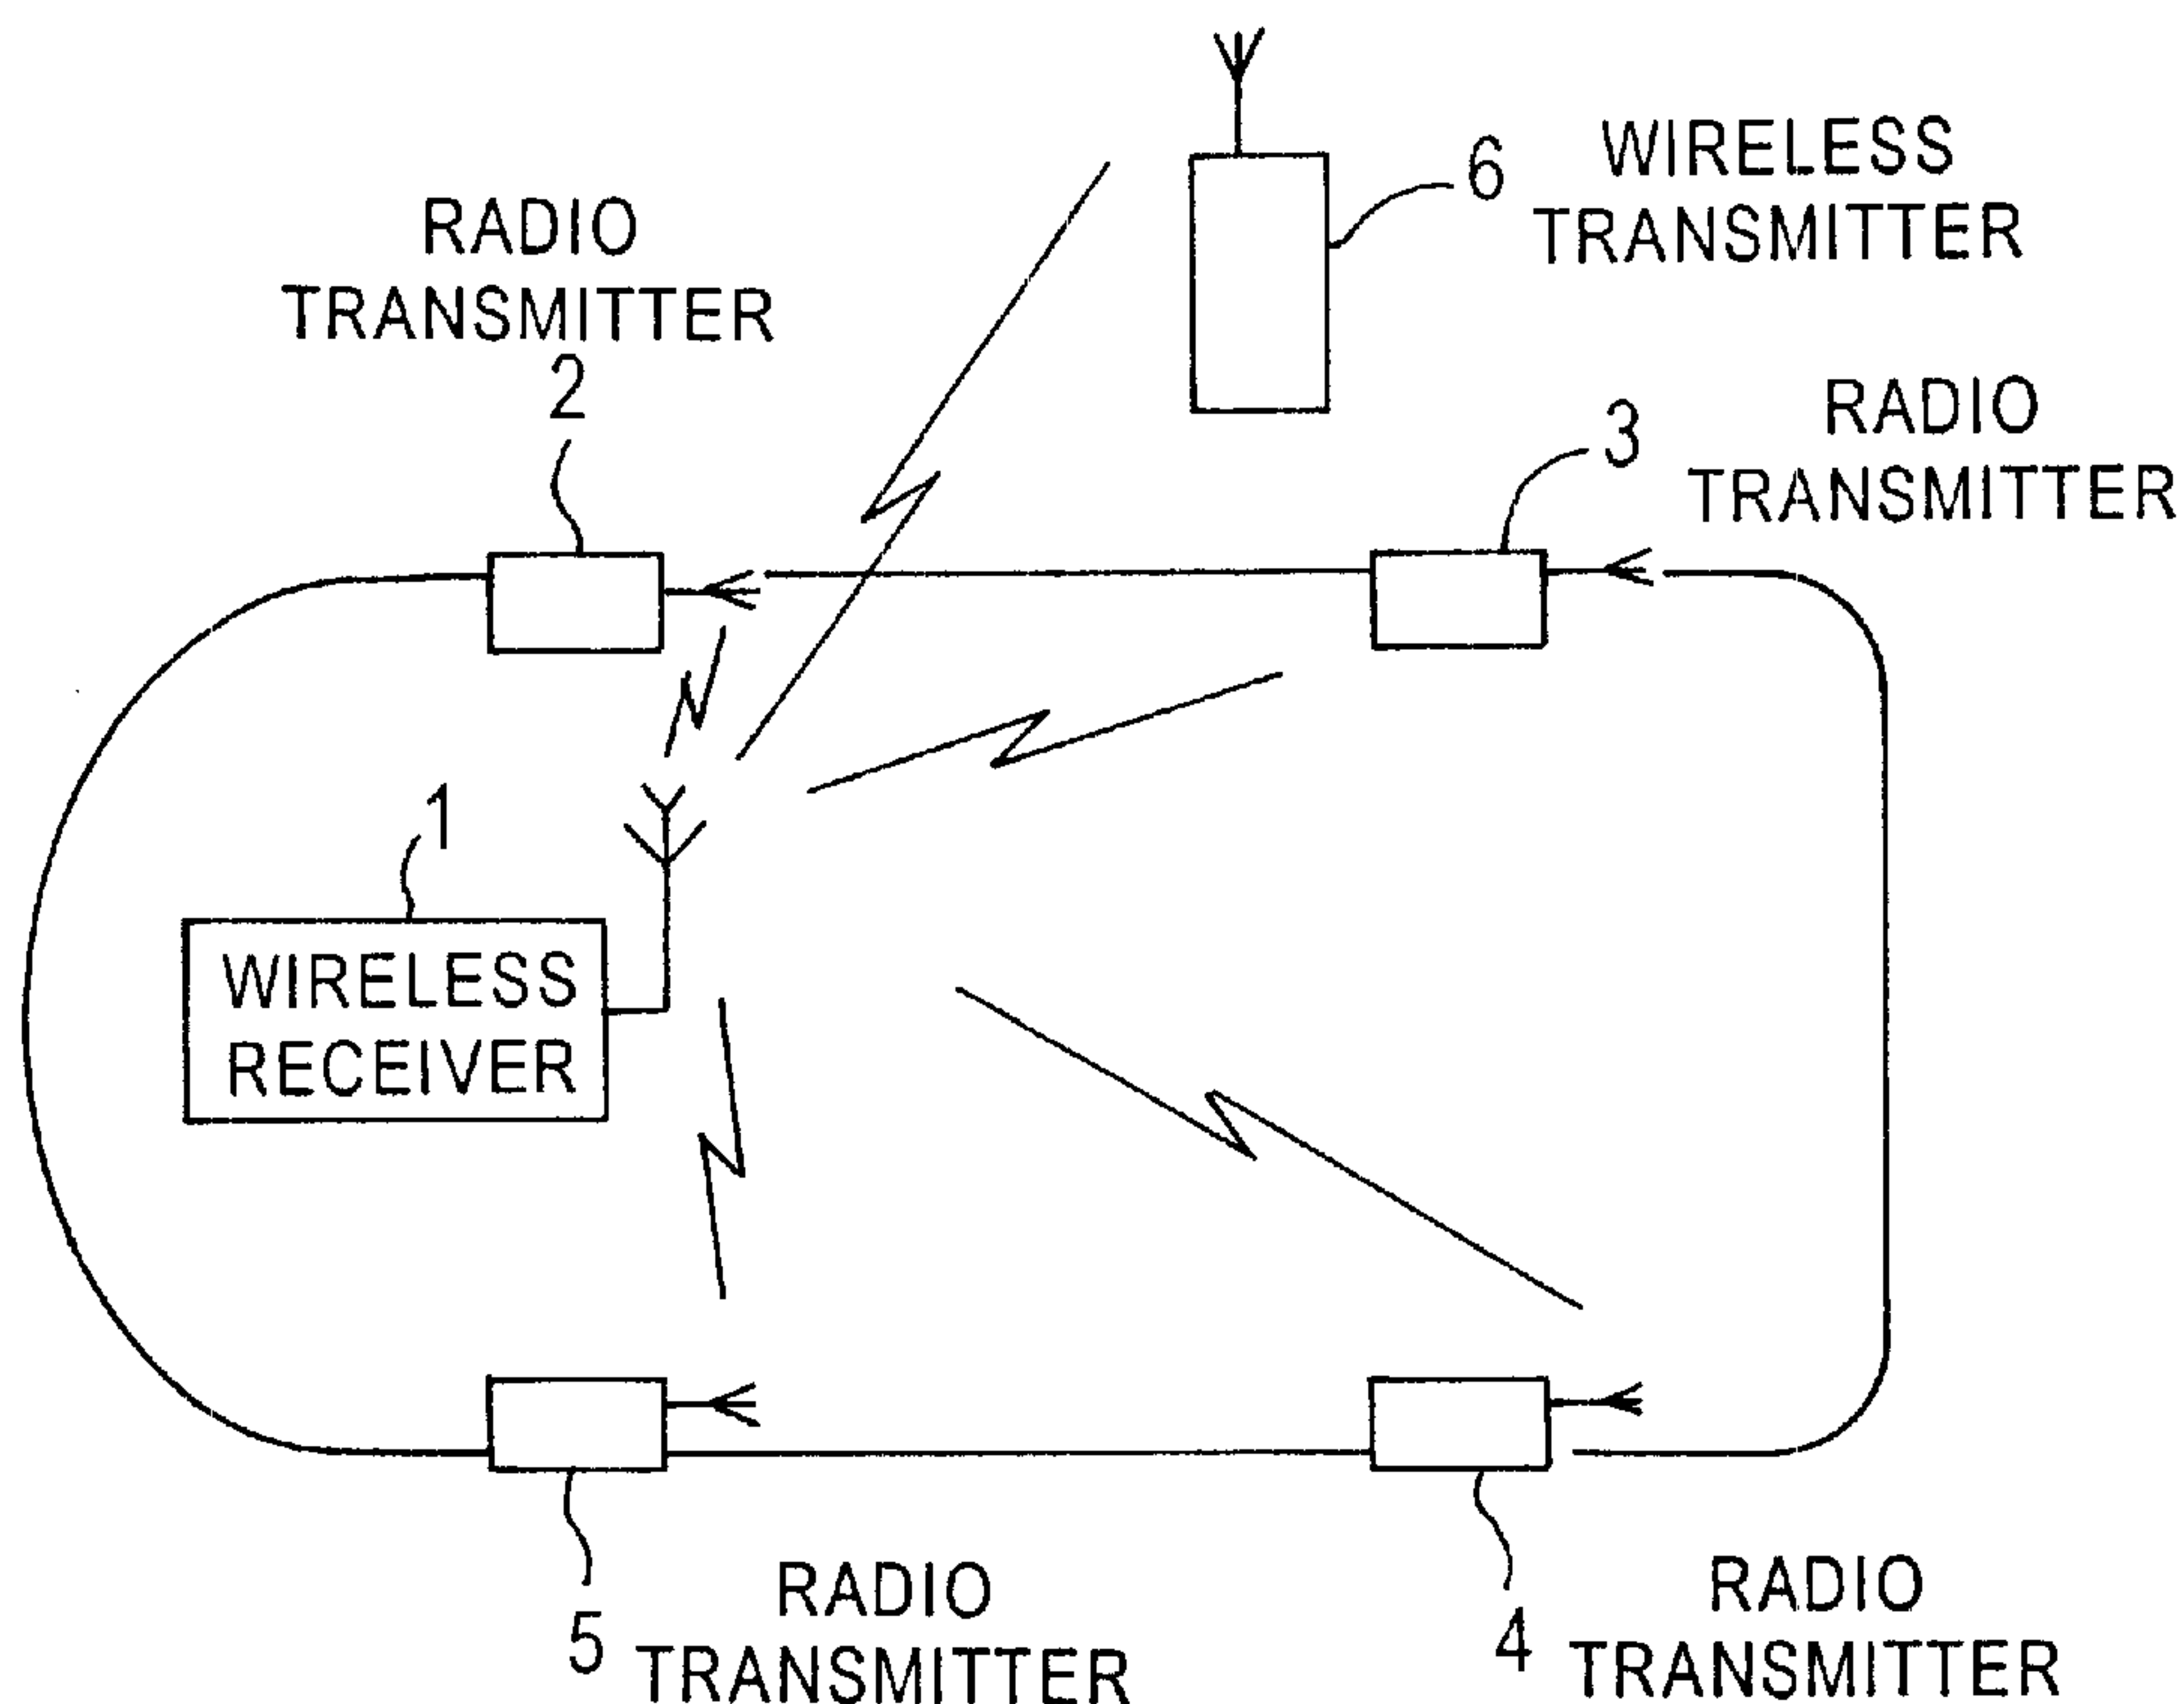 6
WIRELESS
TRANSMITTER
RADIO
TRANSMITTER
2
RADIO
TRANSMITTER
3
1
WIRELESS
RECEIVER
5
RADIO
TRANSMITTER
4
RADIO
TRANSMITTER